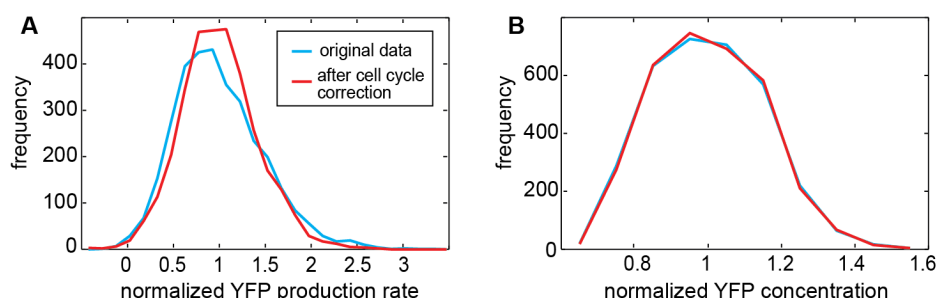 A
B
original data
after cell cycle
correction
frequency
400
300
200
100
0
0
0.5
1
1.5
2
2.5
3
normalized YFP production rate
frequency
600
400
200
0
0.8
1
1.2
1.4
1.6
normalized YFP concentration